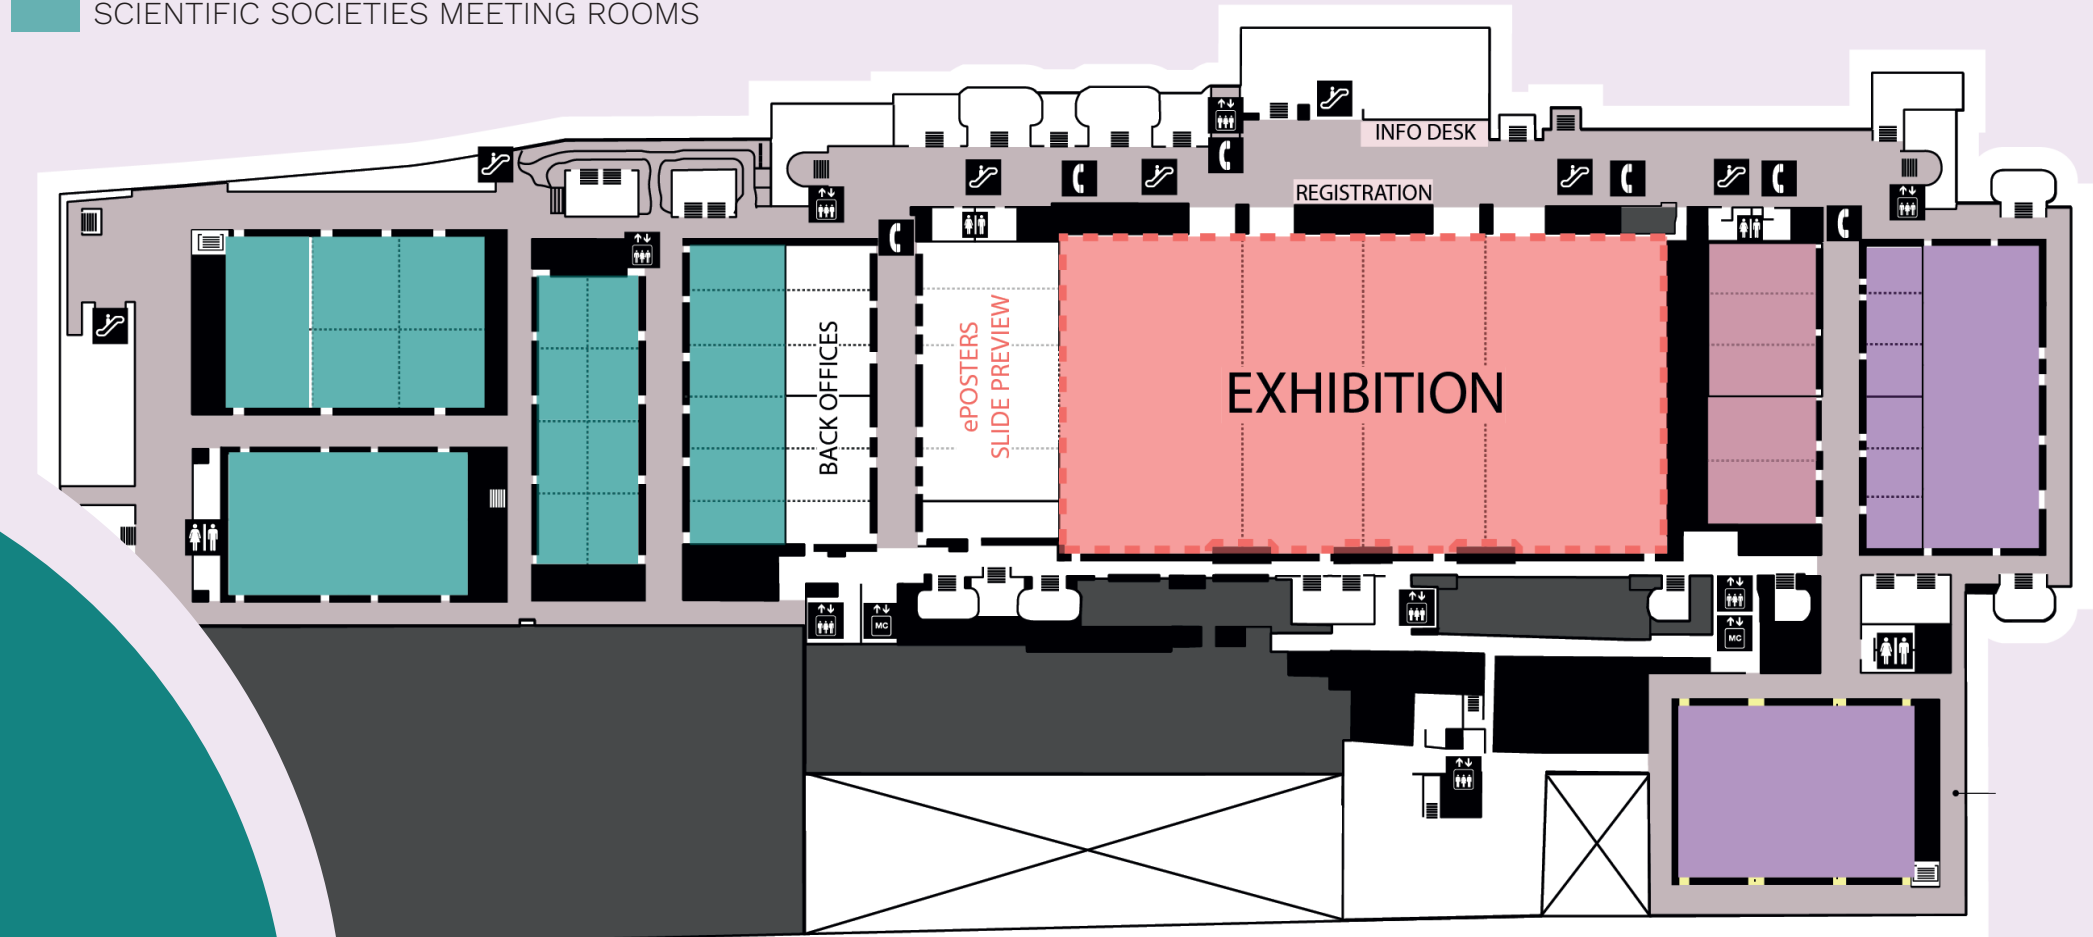 SCIENTIFIC SOCIETIES MEETING ROOMS
INFO DESK
REGISTRATION
BACK OFFICES
ePOSTERS
SLIDE PREVIEW
EXHIBITION
MC
MC